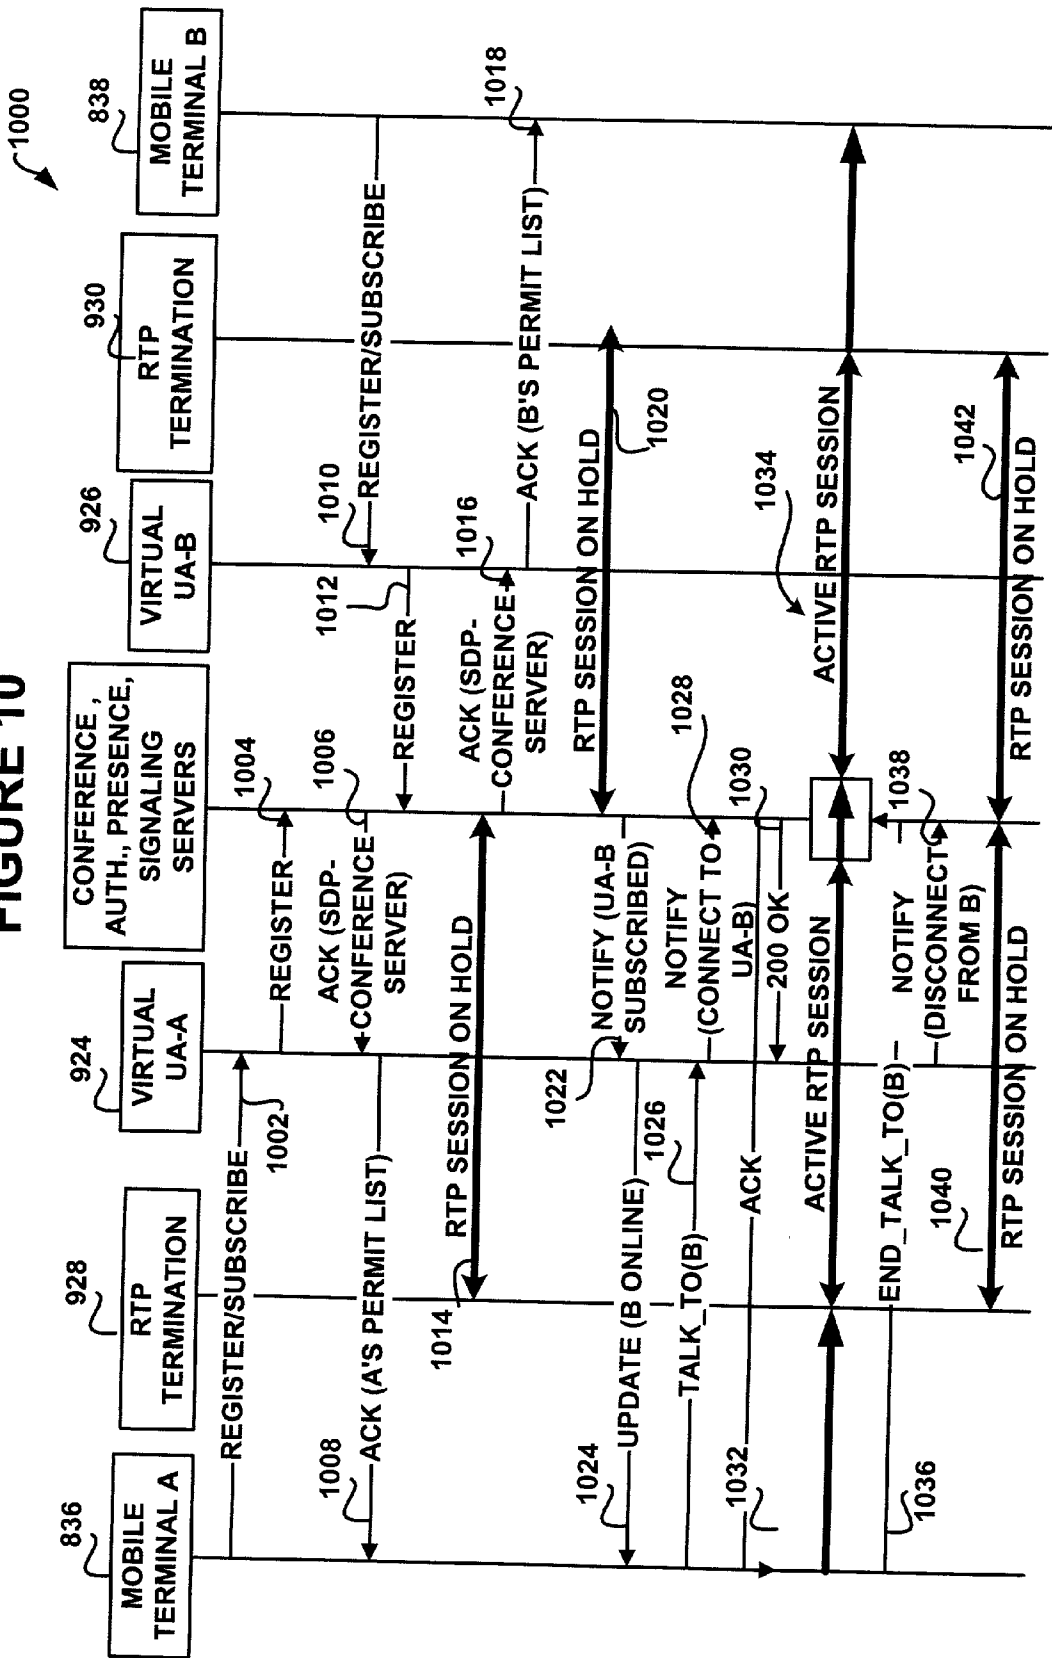 FIGURE 10
1000
836
928
924
926
930
838
MOBILE
TERMINAL A
RTP
TERMINATION
VIRTUAL
UA-A
CONFERENCE ,
AUTH., PRESENCE,
SIGNALING
SERVERS
VIRTUAL
UA-B
RTP
TERMINATION
MOBILE
TERMINAL B
REGISTER/SUBSCRIBE
1002
REGISTER
1004
ACK (SDP-
CONFERENCE
SERVER)
1006
1008
ACK (A'S PERMIT LIST)
1010
REGISTER/SUBSCRIBE
1012
REGISTER
1014
RTP SESSION ON HOLD
ACK (SDP-
CONFERENCE
SERVER)
1016
ACK (B'S PERMIT LIST)
1018
RTP SESSION ON HOLD
1020
1022
NOTIFY (UA-B
SUBSCRIBED)
1024
UPDATE (B ONLINE)
TALK_TO(B)
1026
NOTIFY
(CONNECT TO
UA-B)
1028
200 OK
1030
1032
ACK
ACTIVE RTP SESSION
ACTIVE RTP SESSION
1034
1036
END_TALK_TO(B)
NOTIFY
(DISCONNECT
FROM B)
1038
1040
RTP SESSION ON HOLD
RTP SESSION ON HOLD
1042